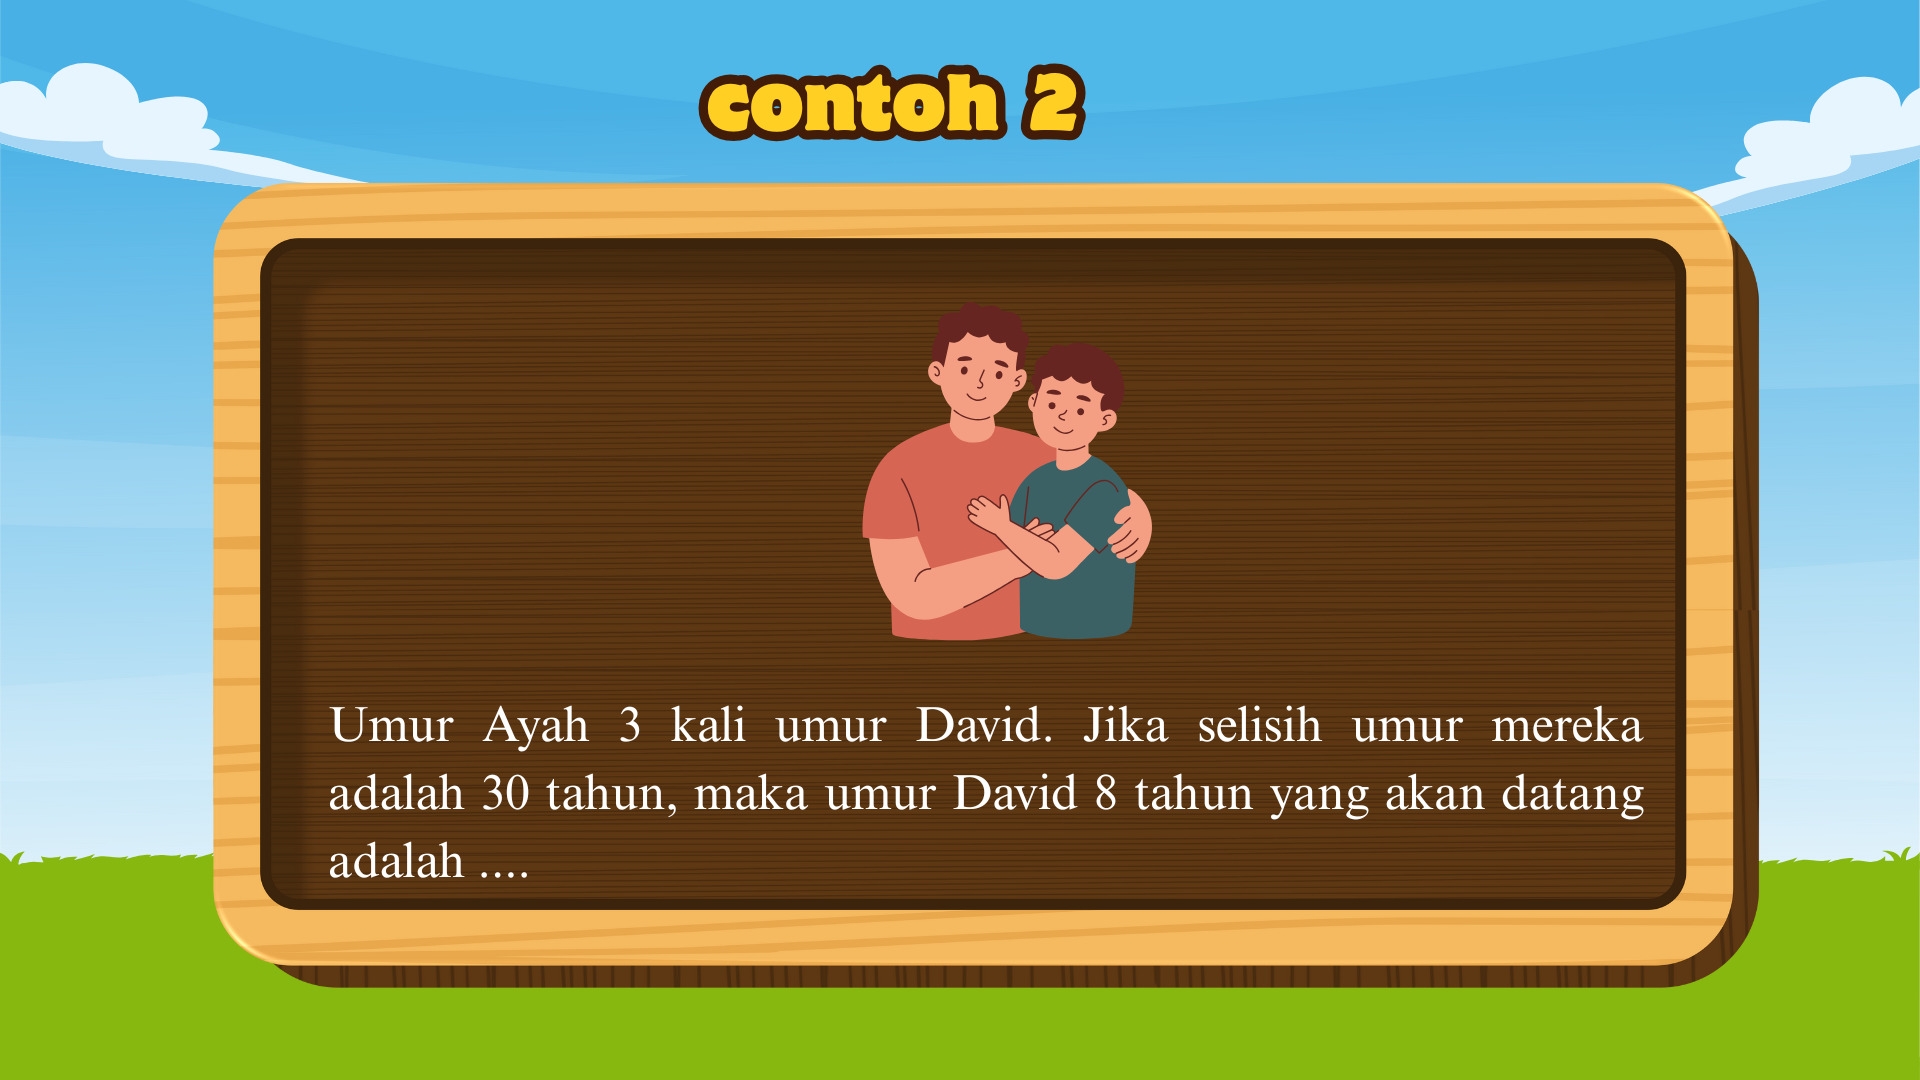 contoh 2
Umur Ayah 3 kali umur David. Jika selisih umur mereka
adalah 30 tahun, maka umur David 8 tahun yang akan datang
adalah ....